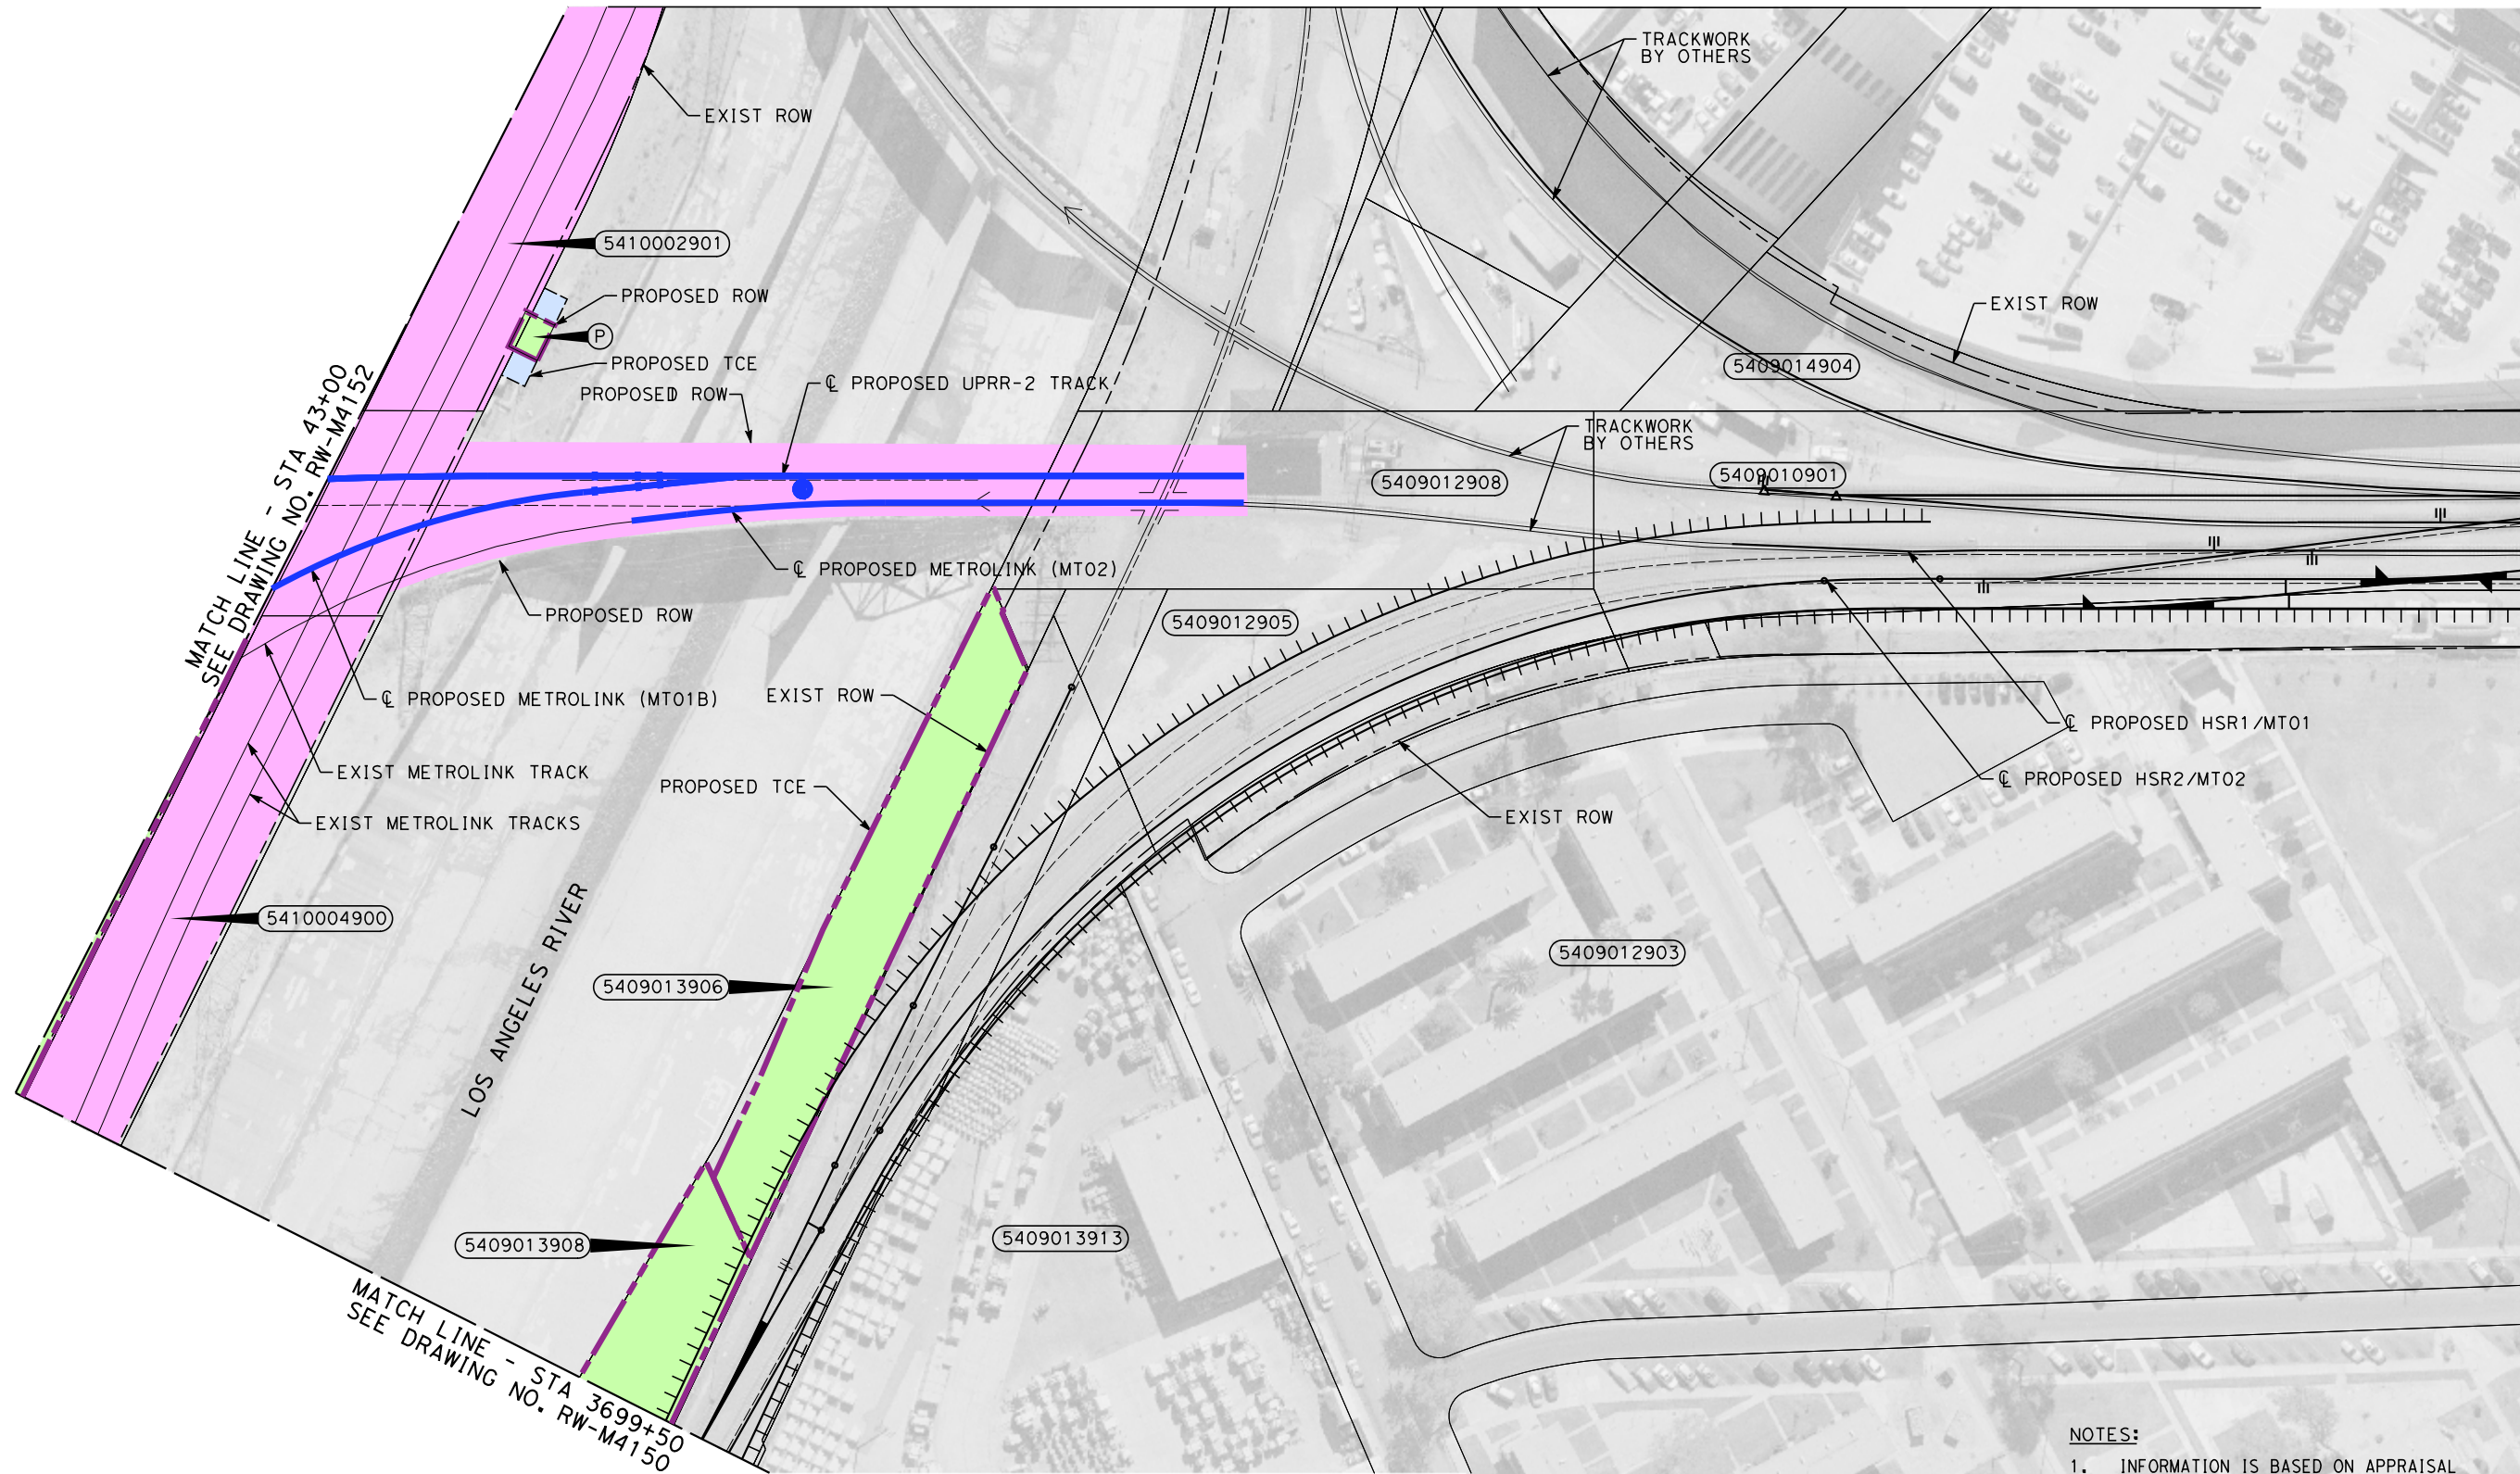 TRACKWORK
BY OTHERS
EXIST ROW
5410002901
PROPOSED ROW
EXIST ROW
P
PROPOSED TCE
5409014904
MATCH LINE - STA 43+00
SEE DRAWING NO. RW-M4152
℄ PROPOSED UPRR-2 TRACK
PROPOSED ROW
TRACKWORK
BY OTHERS
5409012908
5409010901
℄ PROPOSED METROLINK (MT02)
PROPOSED ROW
5409012905
℄ PROPOSED METROLINK (MT01B)
EXIST ROW
℄ PROPOSED HSR1/MT01
EXIST METROLINK TRACK
PROPOSED TCE
℄ PROPOSED HSR2/MT02
EXIST METROLINK TRACKS
EXIST ROW
5410004900
LOS ANGELES RIVER
5409012903
5409013906
5409013908
5409013913
MATCH LINE - STA 3699+50
SEE DRAWING NO. RW-M4150
NOTES:
1. INFORMATION IS BASED ON APPRAISAL